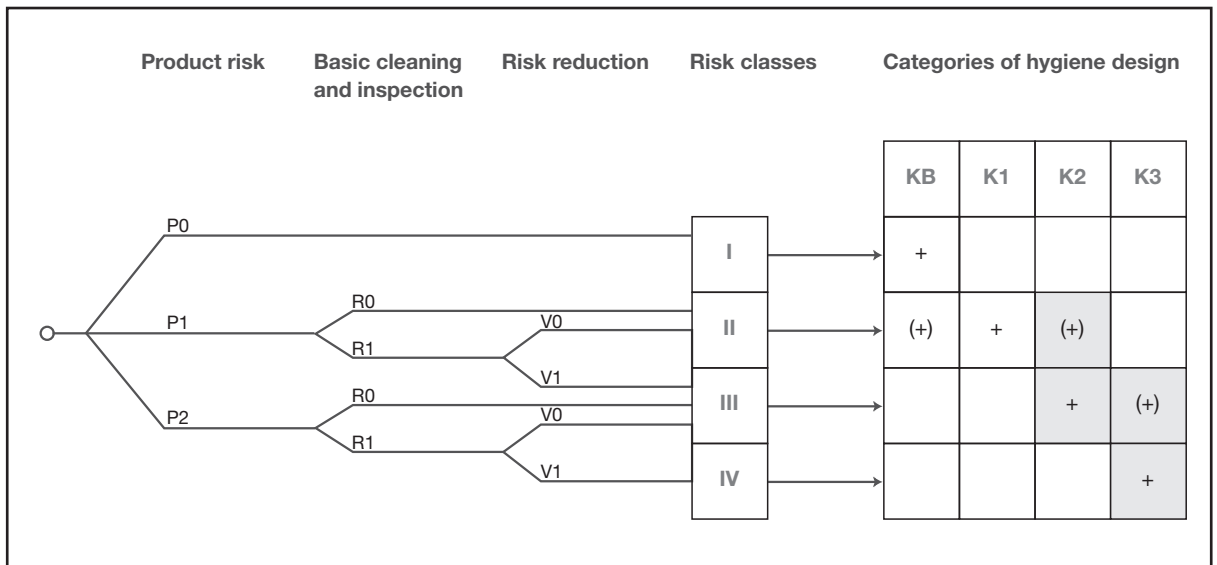 Product risk
Basic cleaning
and inspection
Risk reduction
Risk classes
Categories of hygiene design
KB K1 K2 K3
P0
I
+
R0
P1
V0
II
(+) + (+)
R1
V1
R0
III
+ (+)
P2
V0
R1
V1
IV
+